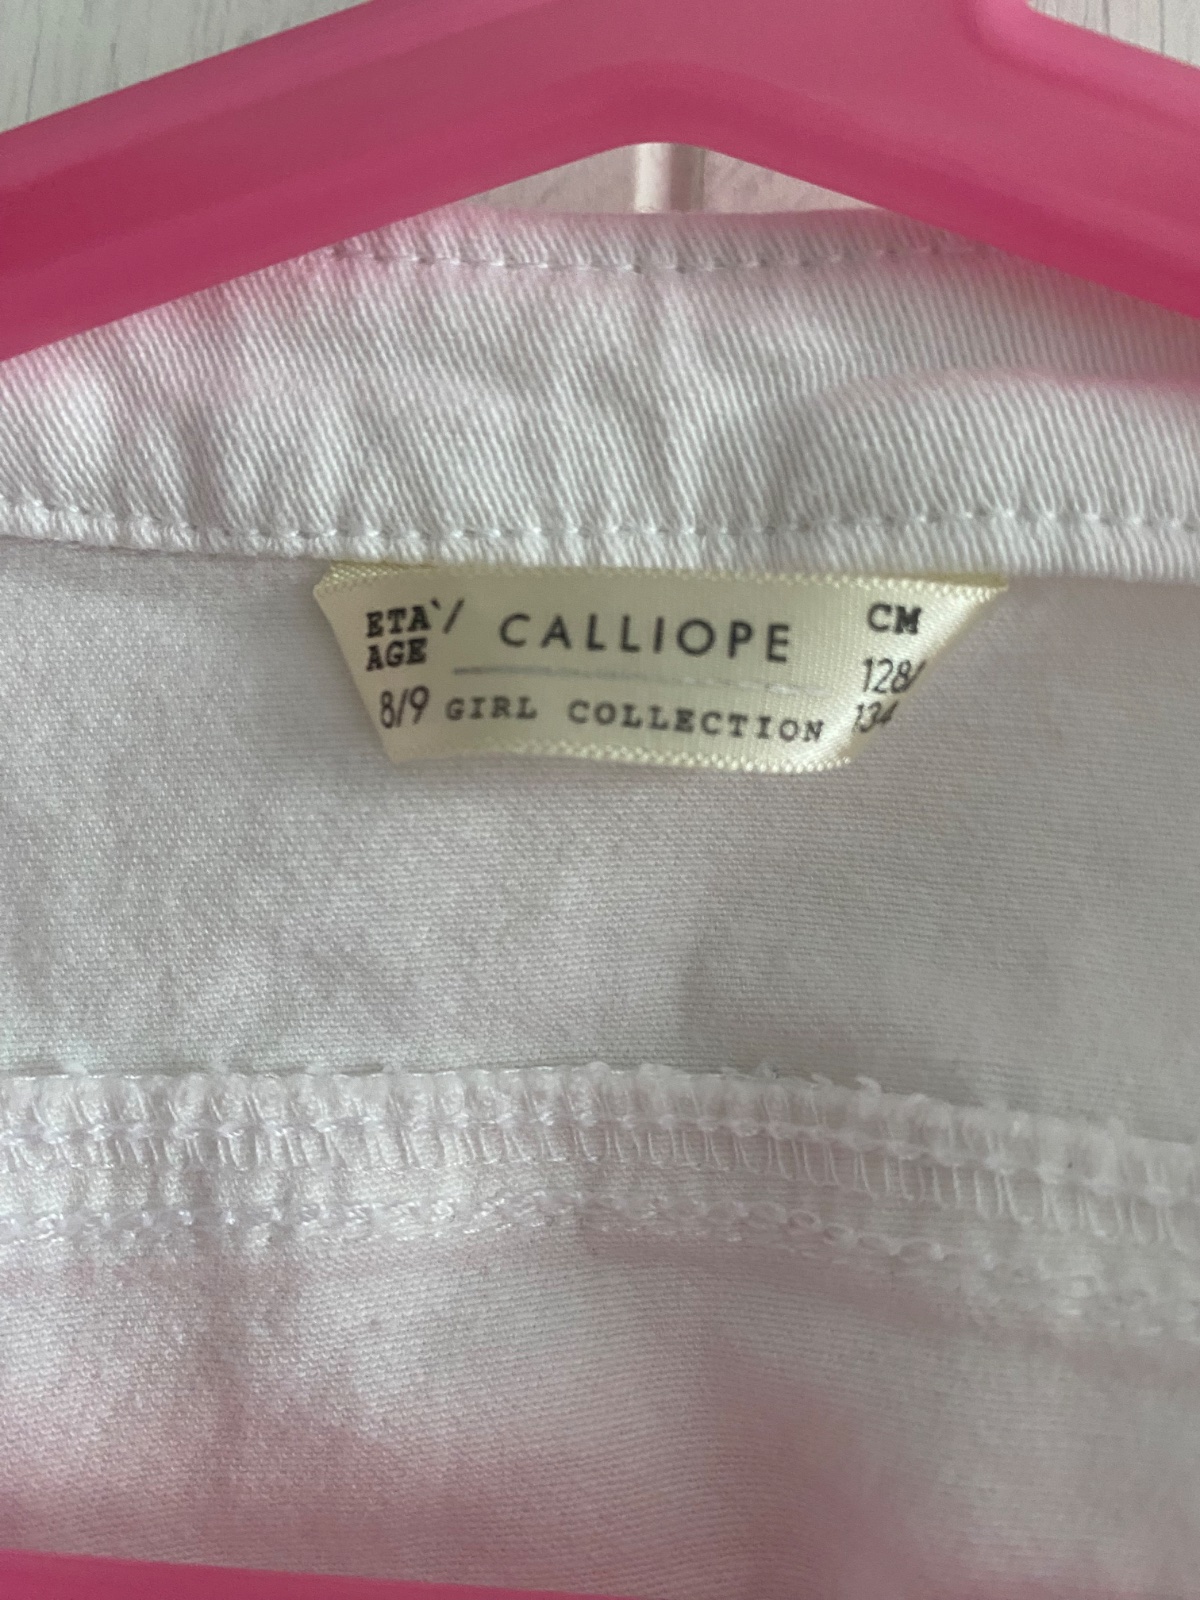 ETA'/
AGE
8/9
CALLIOPE
GIRL COLLECTION
CM
128/
134